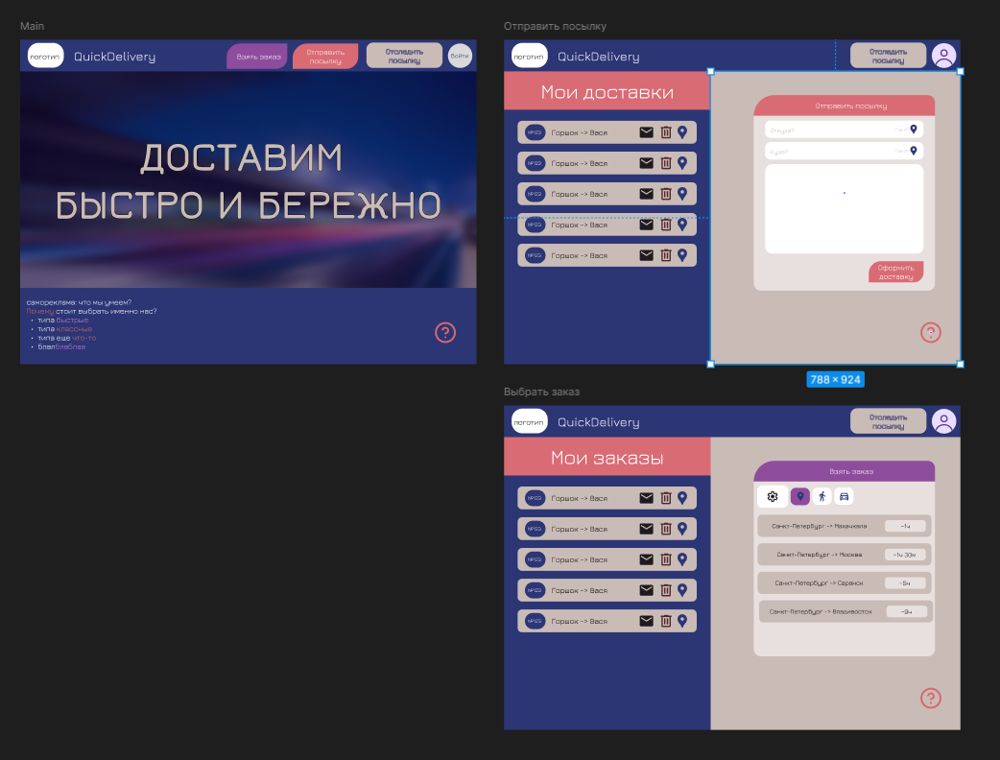 Main
логотип
QuickDelivery
Взять заказ
Отправить
посылку
Отследить
посылку
Войти
ДОСТАВИМ
БЫСТРО И БЕРЕЖНО
самореклама: что мы умеем?
Почему стоит выбрать именно нас?
• типа быстрые
• типа классные
• типа еще что-то
• блаблаблаблав
Отправить посылку
логотип
QuickDelivery
Отследить
посылку
Мои доставки
№123 Горшок -> Вася
№123 Горшок -> Вася
№123 Горшок -> Вася
№123 Горшок -> Вася
№123 Горшок -> Вася
Отправить посылку
Откуда?
Куда?
Оформить
доставку
?
?
788 × 924
Выбрать заказ
логотип
QuickDelivery
Отследить
посылку
Мои заказы
№123 Горшок -> Вася
№123 Горшок -> Вася
№123 Горшок -> Вася
№123 Горшок -> Вася
№123 Горшок -> Вася
Взять заказ
Санкт-Петербург -> Махачкала ~1ч
Санкт-Петербург -> Москва ~1ч 30м
Санкт-Петербург -> Саранск ~5ч
Санкт-Петербург -> Владивосток ~9ч
?